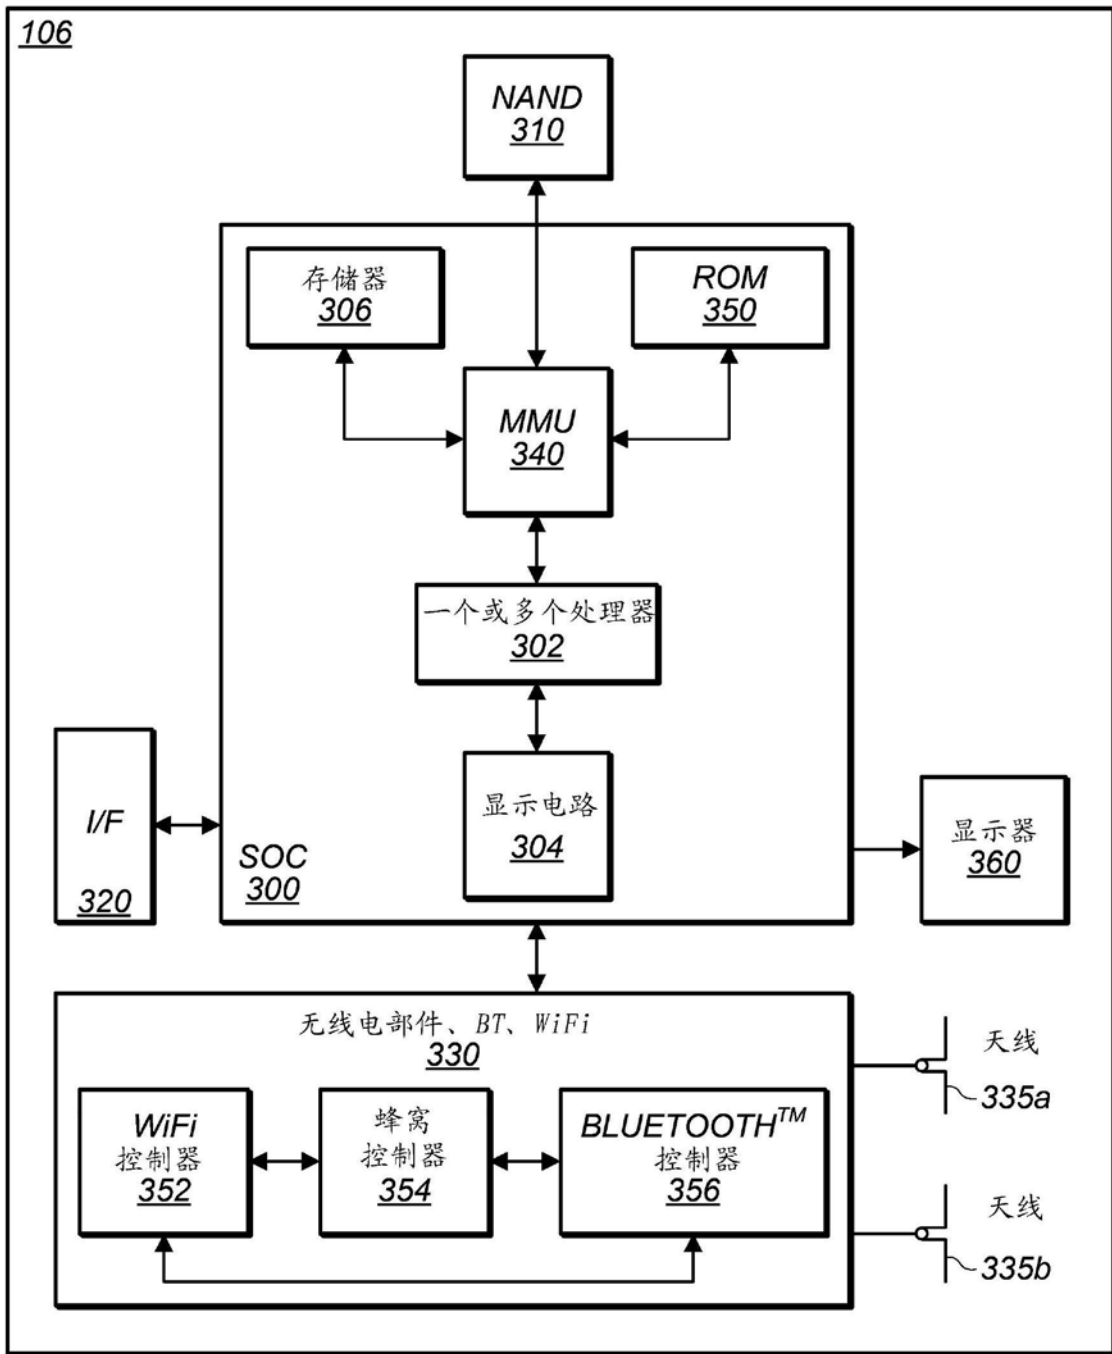 106
NAND
310
存储器
306
ROM
350
MMU
340
一个或多个处理器
302
显示电路
304
I/F
320
SOC
300
显示器
360
无线电部件、BT、WiFi
330
WiFi
控制器
352
蜂窝
控制器
354
BLUETOOTH™
控制器
356
天线
335a
天线
335b